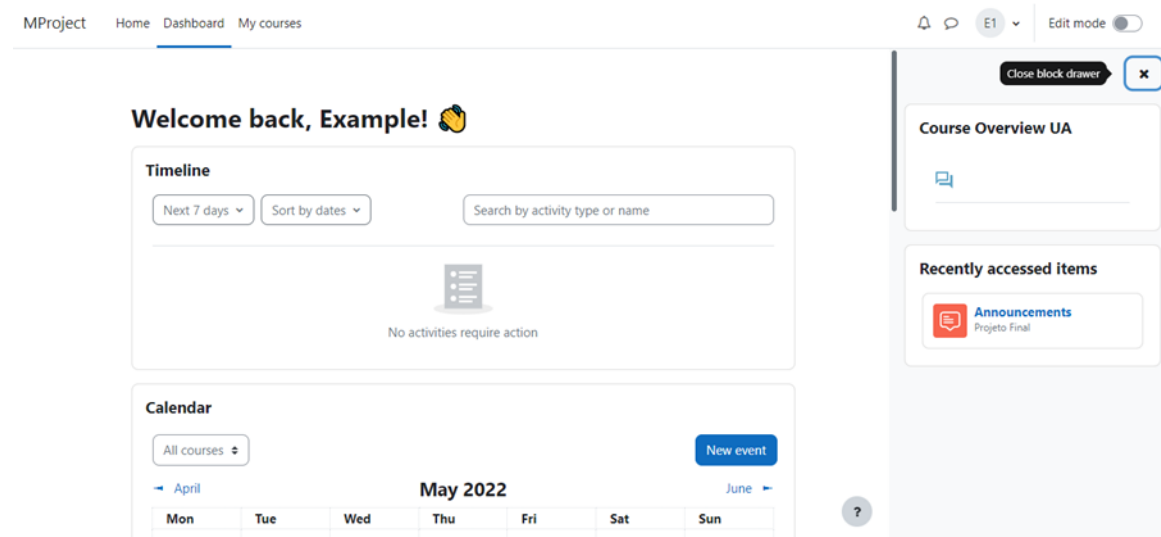 MProject Home Dashboard My courses E1 Edit mode
Close block drawer
Welcome back, Example!
Timeline
Next 7 days Sort by dates Search by activity type or name
No activities require action
Calendar
All courses New event
April May 2022 June
Mon Tue Wed Thu Fri Sat Sun
Course Overview UA
Recently accessed items
Announcements
Projeto Final
?